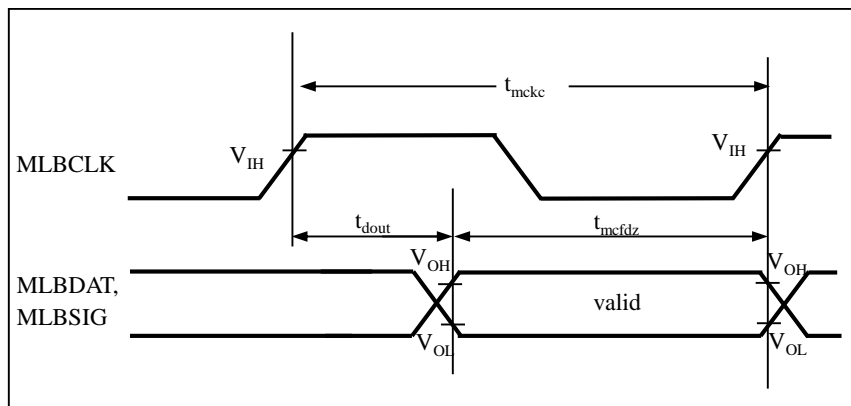 t_mckc
MLBCLK
V_IH
V_IH
t_dout
t_mcfdz
MLBDAT,
MLBSIG
V_OH
valid
V_OH
V_OL
V_OL